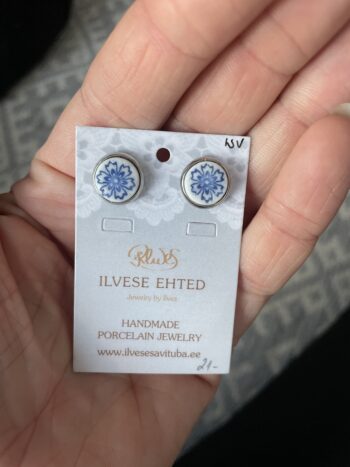 ILVESE EHTED
Jewelry by Ilves
HANDMADE
PORCELAIN JEWELRY
www.ilvesesavituba.ee
21-